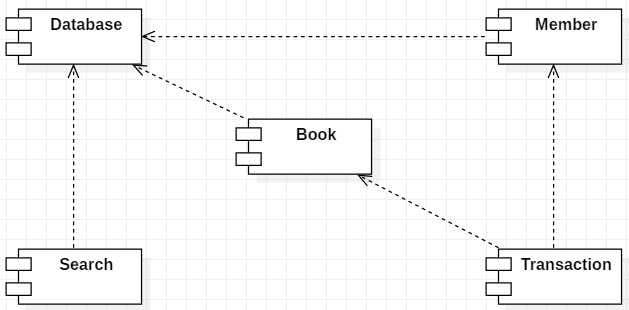 Database
Member
Book
Search
Transaction